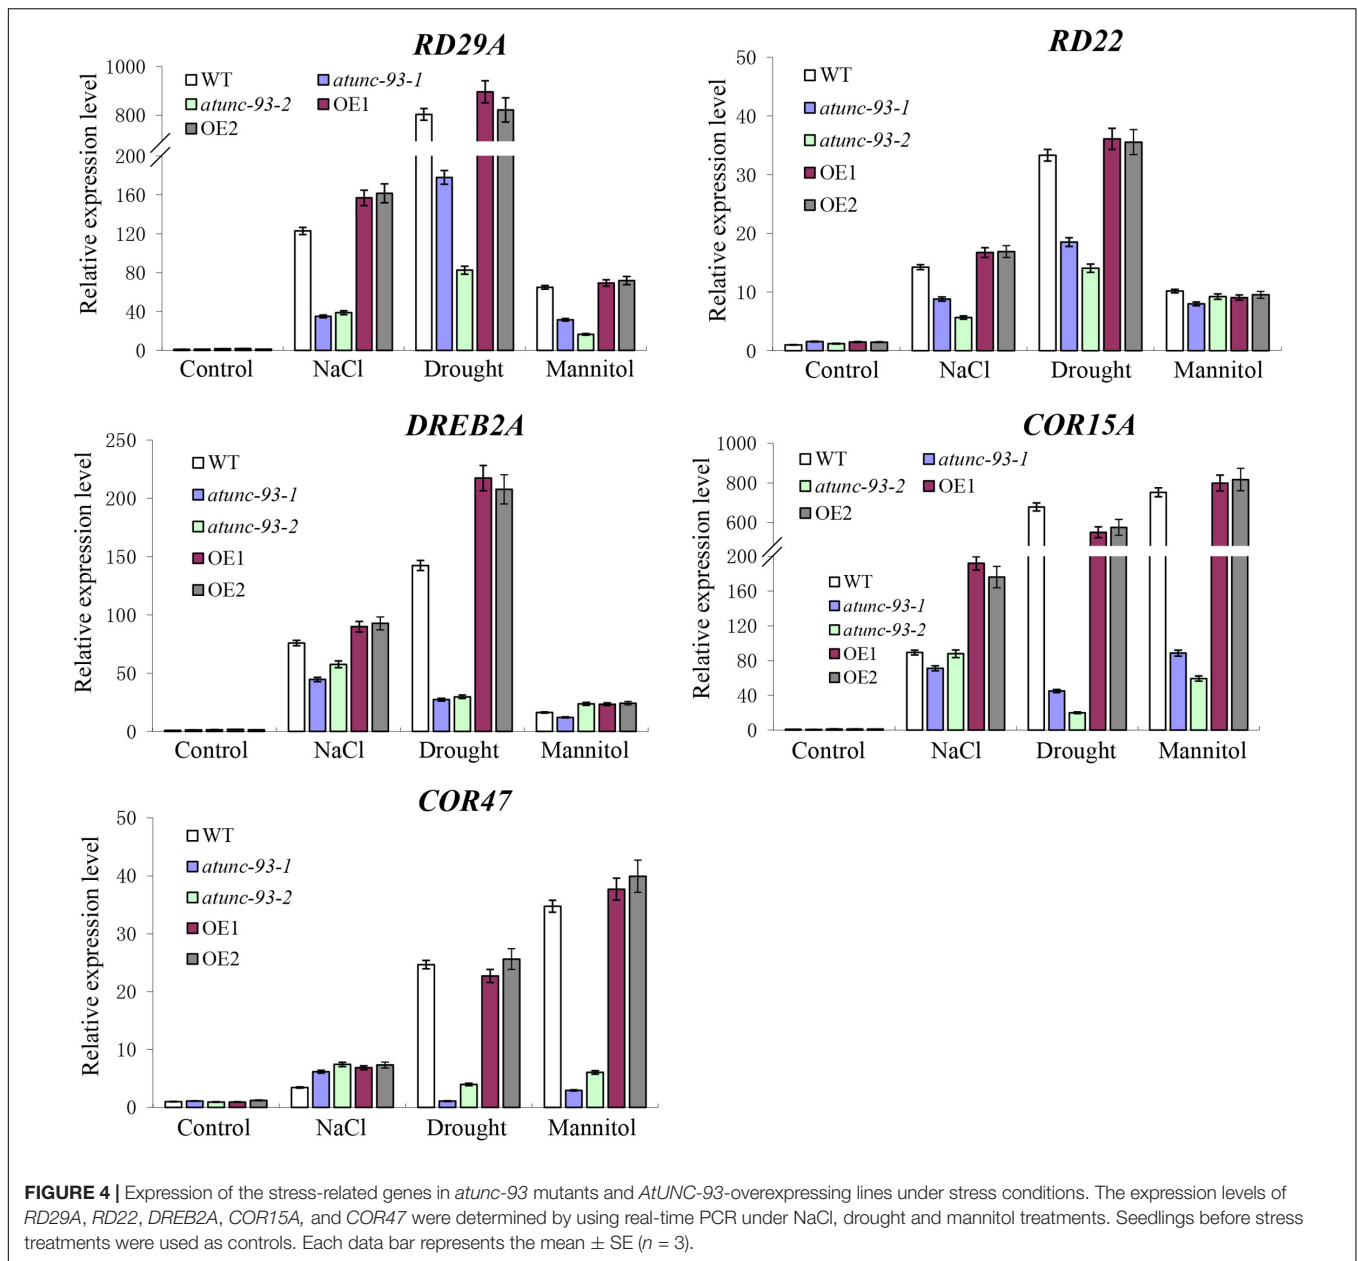 RD29A
1000
800
200
160
120
80
40
0
Relative expression level
WT
atunc-93-1
atunc-93-2
OE1
OE2
Control
NaCl
Drought
Mannitol
RD22
50
40
30
20
10
0
Relative expression level
WT
atunc-93-1
atunc-93-2
OE1
OE2
Control
NaCl
Drought
Mannitol
DREB2A
250
200
150
100
50
0
Relative expression level
WT
atunc-93-1
atunc-93-2
OE1
OE2
Control
NaCl
Drought
Mannitol
COR15A
1000
800
600
200
160
120
80
40
0
Relative expression level
WT
atunc-93-1
atunc-93-2
OE1
OE2
WT
atunc-93-1
atunc-93-2
OE1
OE2
Control
NaCl
Drought
Mannitol
COR47
50
40
30
20
10
0
Relative expression level
WT
atunc-93-1
atunc-93-2
OE1
OE2
Control
NaCl
Drought
Mannitol
FIGURE 4 | Expression of the stress-related genes in atunc-93 mutants and AtUNC-93-overexpressing lines under stress conditions. The expression levels of
RD29A, RD22, DREB2A, COR15A, and COR47 were determined by using real-time PCR under NaCl, drought and mannitol treatments. Seedlings before stress
treatments were used as controls. Each data bar represents the mean ± SE (n = 3).